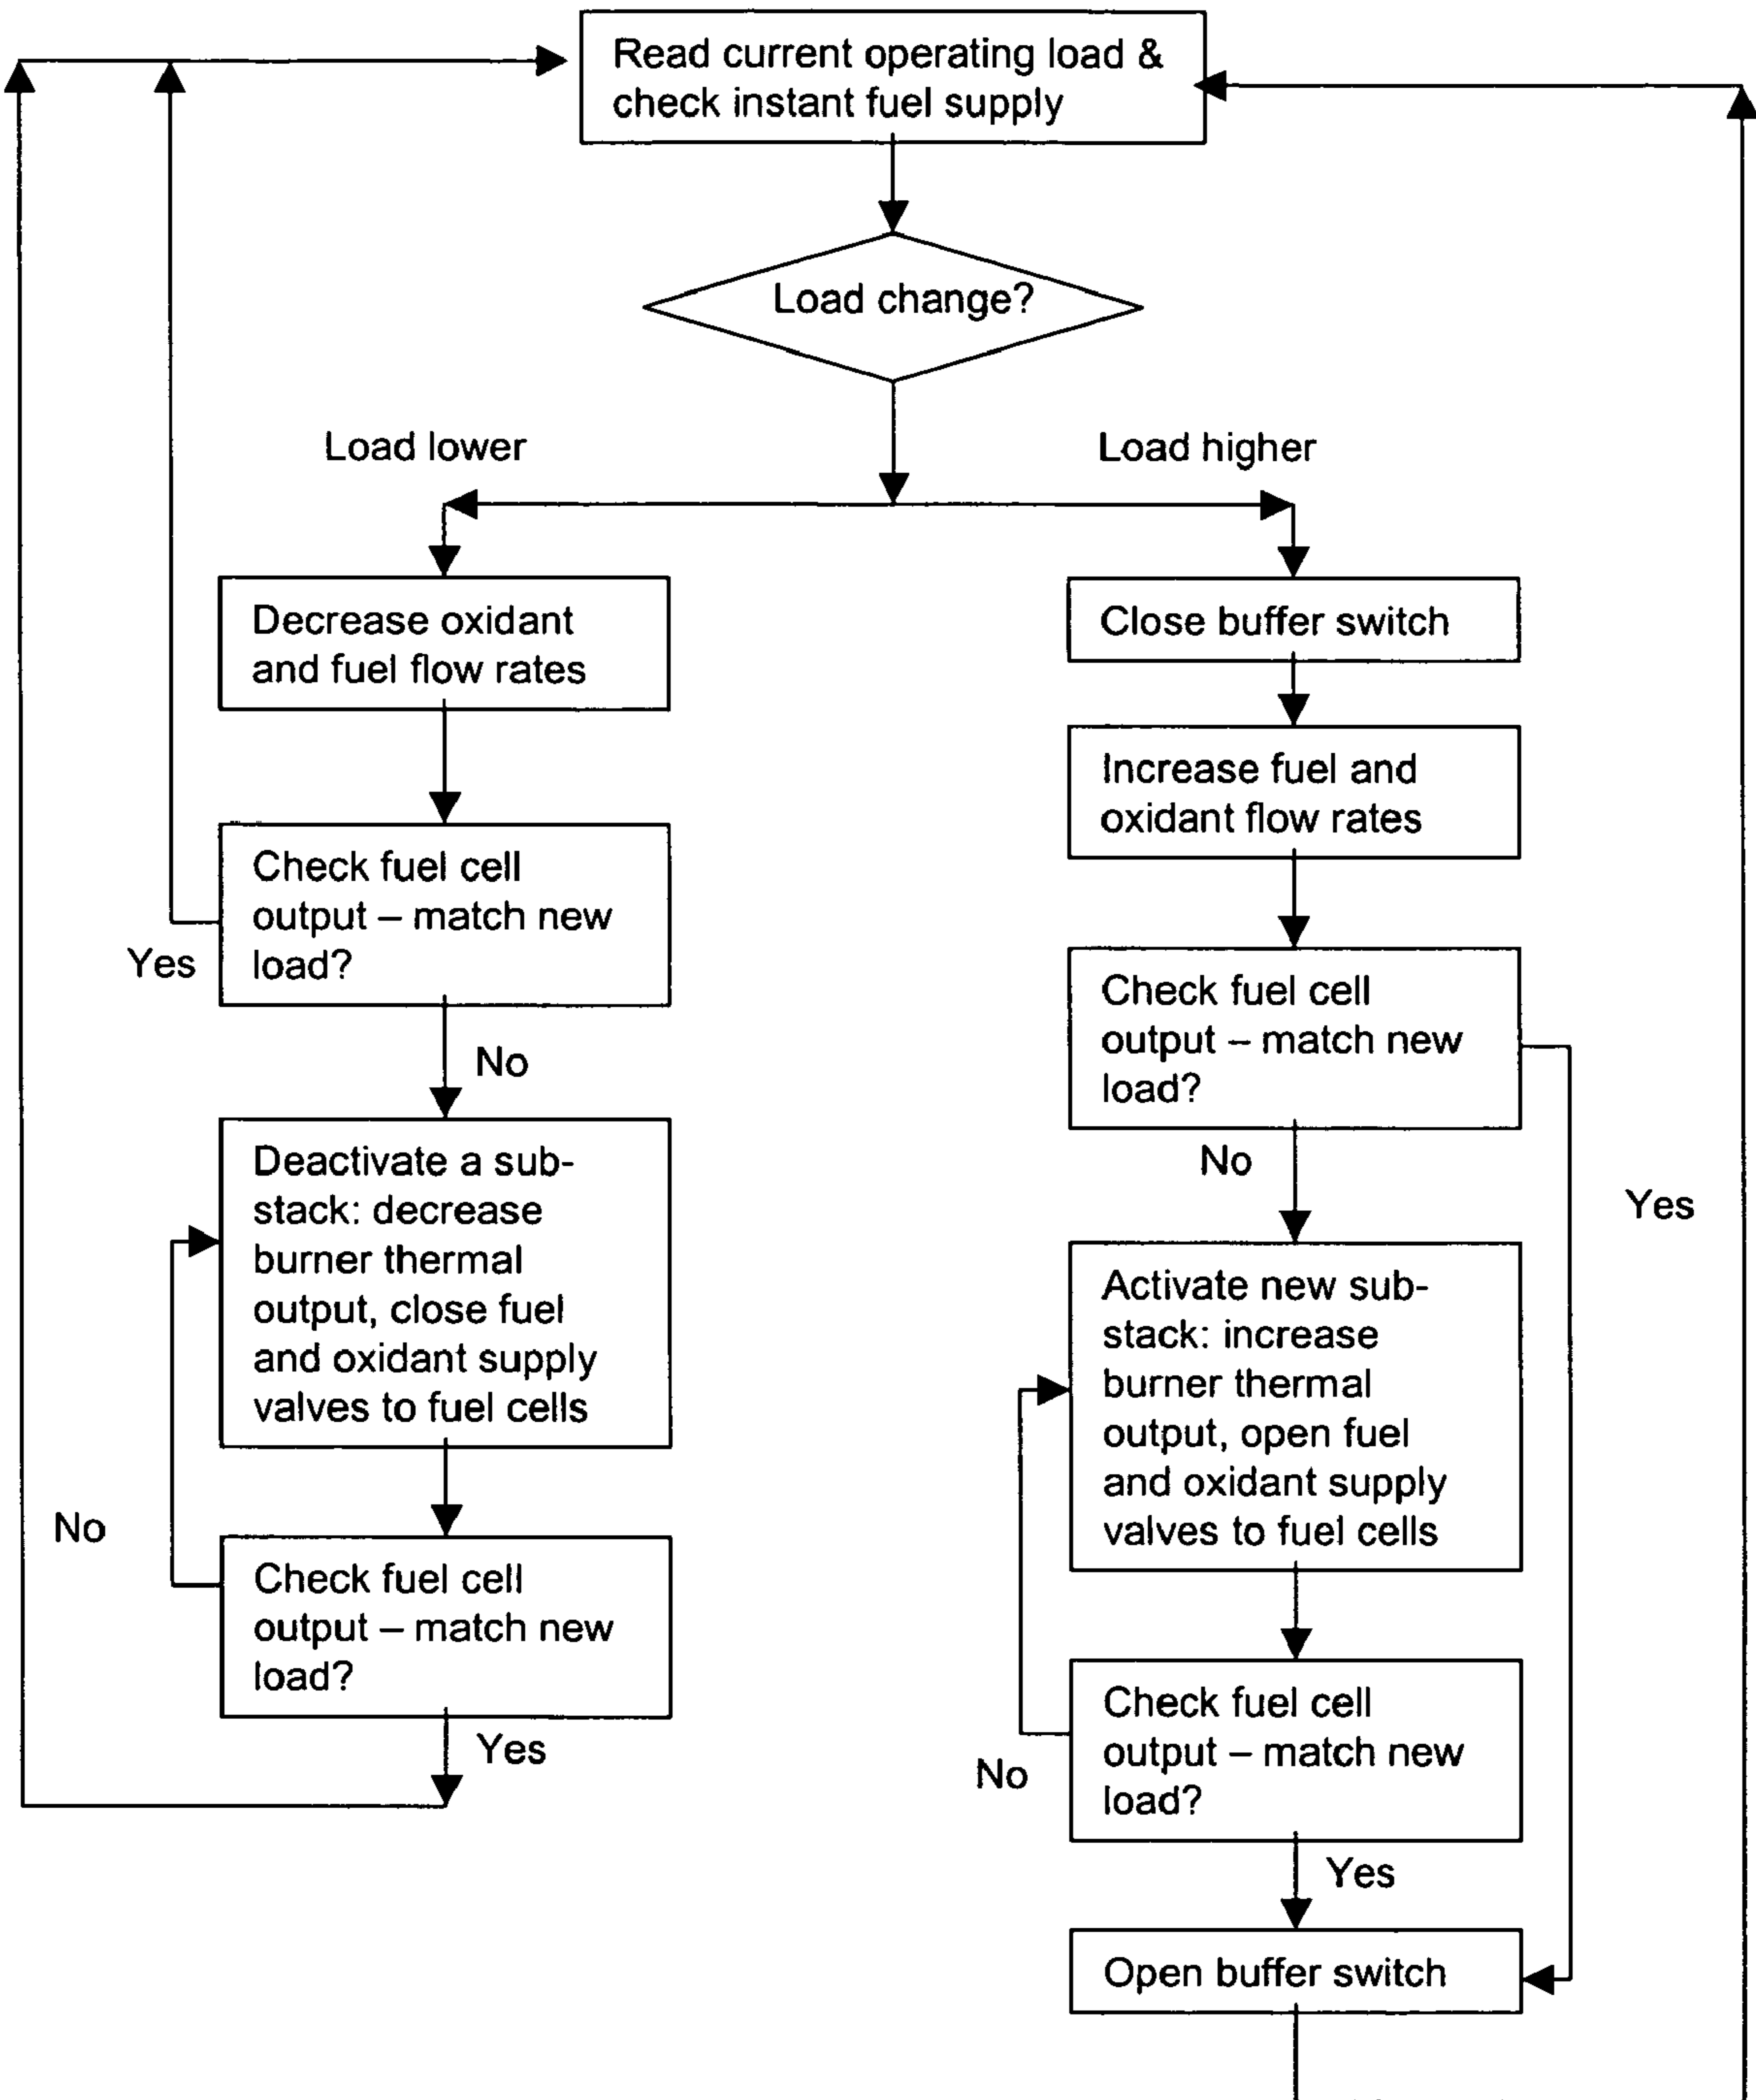 Read current operating load &
check instant fuel supply
Load change?
Load lower
Load higher
Decrease oxidant
and fuel flow rates
Check fuel cell
output – match new
load?
Yes
No
Deactivate a sub-
stack: decrease
burner thermal
output, close fuel
and oxidant supply
valves to fuel cells
No
Check fuel cell
output – match new
load?
Yes
Close buffer switch
Increase fuel and
oxidant flow rates
Check fuel cell
output – match new
load?
No
Yes
Activate new sub-
stack: increase
burner thermal
output, open fuel
and oxidant supply
valves to fuel cells
Check fuel cell
output – match new
load?
No
Yes
Open buffer switch